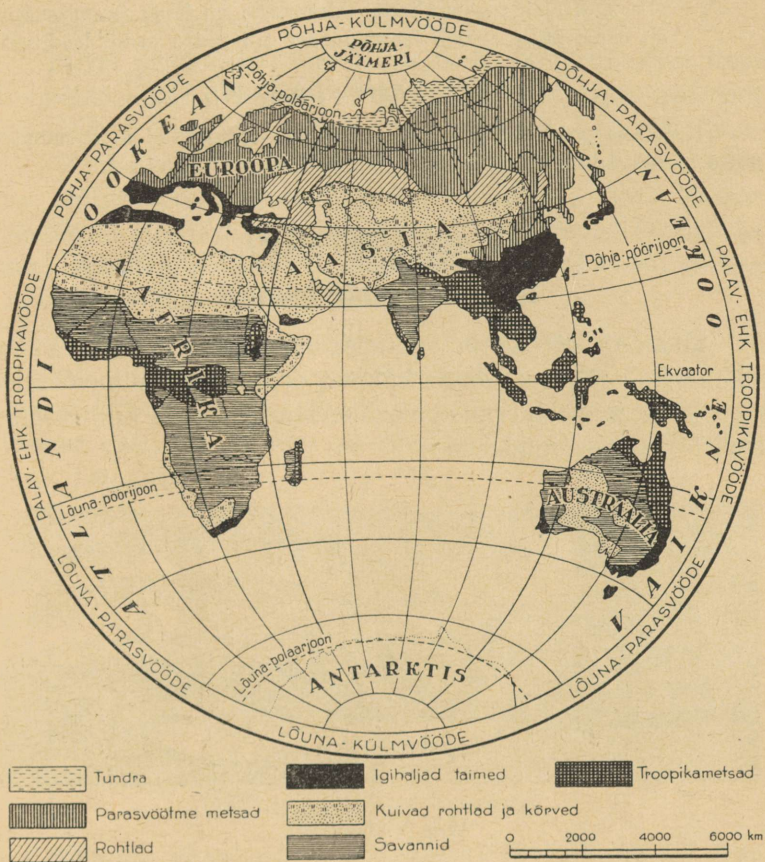 PÕHJA-KÜLMVÖÖDE
PÕHJA-
JÄÄMERI
PÕHJA-PARASVÖÖDE
PÕHJA-PARASVÖÖDE
Põhja-polaarjoon
OOKEAN
OOKEAN
EUROOPA
AASIA
AAFRIKA
Põhja-pöörijoon
PALAV- EHK TROOPIKAVÖÖDE
PALAV- EHK TROOPIKAVÖÖDE
Ekvaator
ATLANDI
VAIKNE
Lõuna-pöörijoon
AUSTRAALIA
LÕUNA-PARASVÖÖDE
LÕUNA-PARASVÖÖDE
Lõuna-polaarjoon
ANTARKTIS
LÕUNA-KÜLMVÖÖDE
Tundra
Igihaljad taimed
Troopikametsad
Parasvöötme metsad
Kuivad rohtlad ja kõrved
Rohtlad
Savannid
0 2000 4000 6000 km